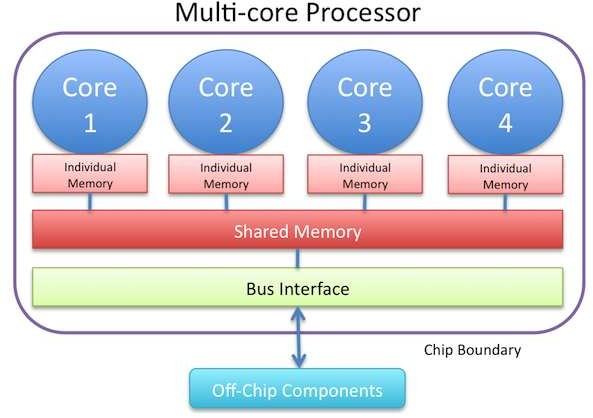 Multi-core Processor
Core
1
Core
2
Core
3
Core
4
Individual
Memory
Individual
Memory
Individual
Memory
Individual
Memory
Shared Memory
Bus Interface
Chip Boundary
Off-Chip Components